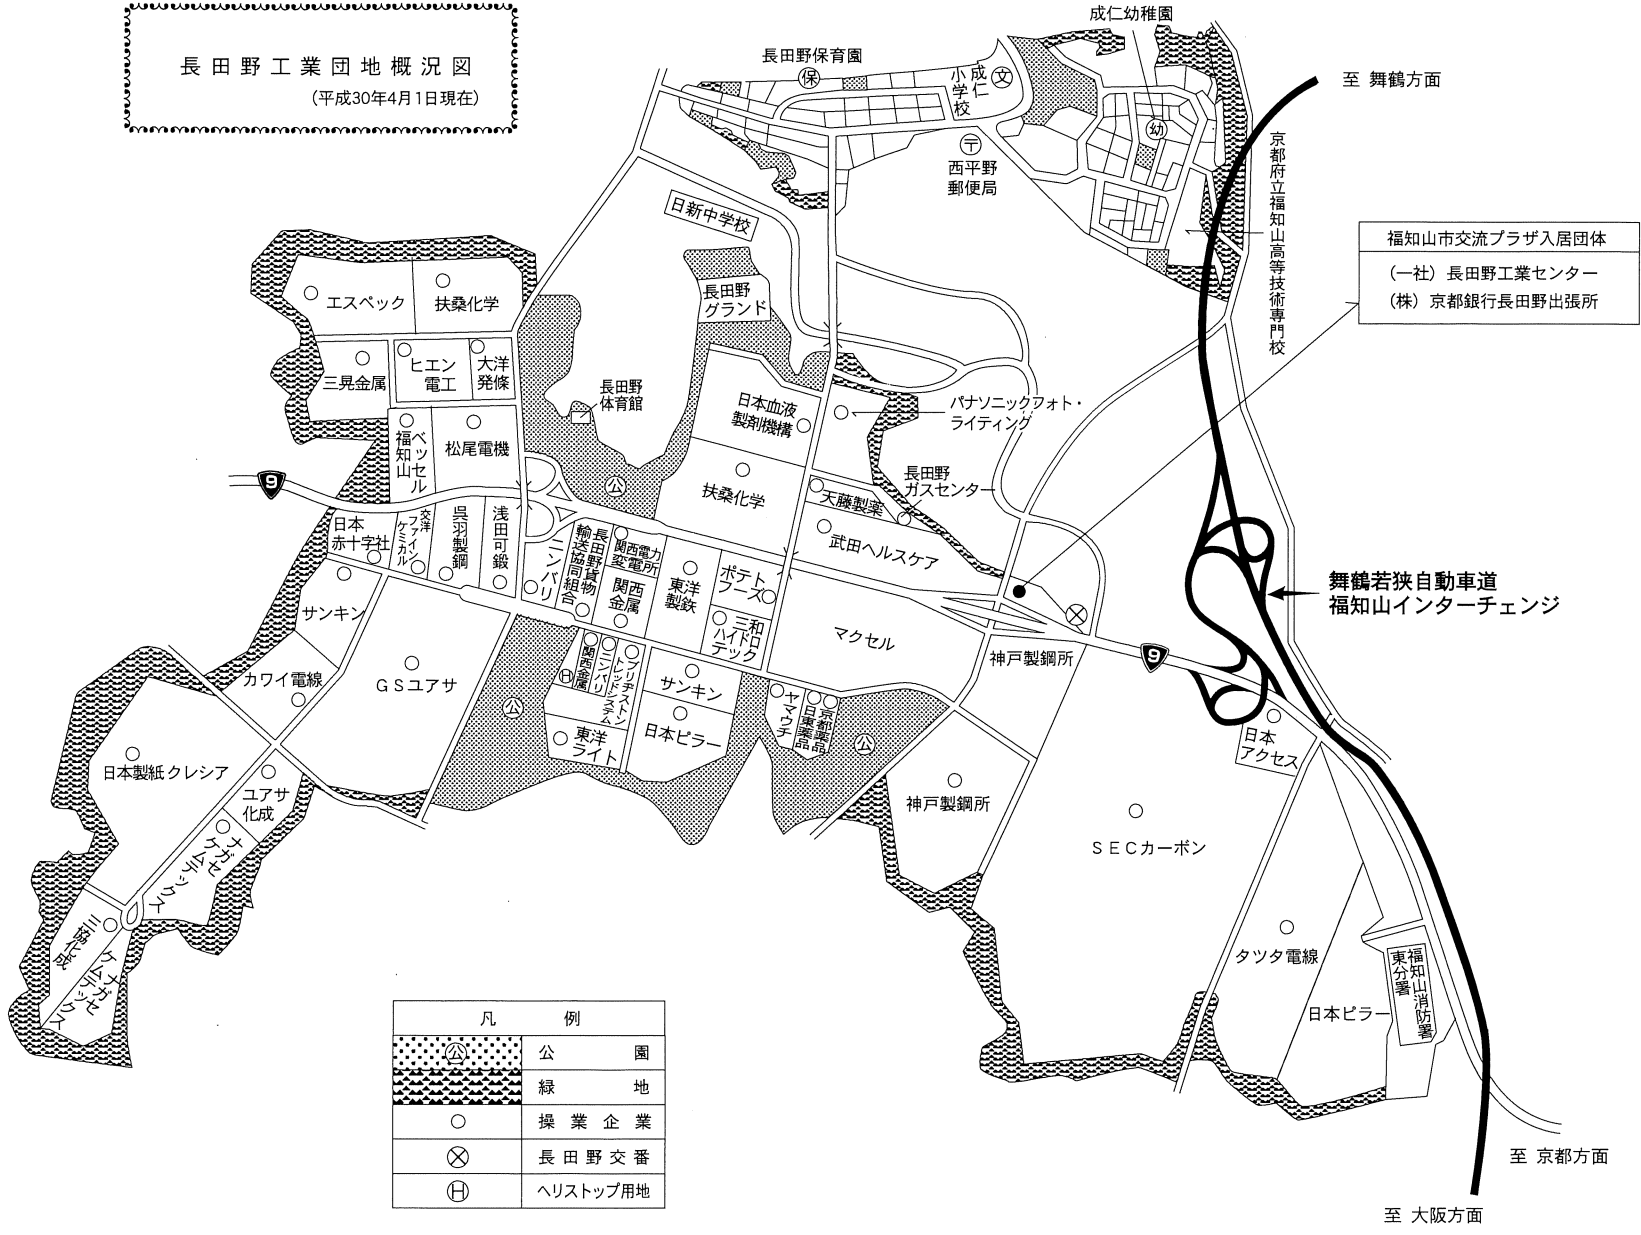 長田野工業団地概況図
(平成30年4月1日現在)
成仁幼稚園
長田野保育園
保
成仁
小学校
文
幼
〒
西平野
郵便局
至 舞鶴方面
京都府立福知山高等技術専門校
福知山市交流プラザ入居団体
(一社)長田野工業センター
(株)京都銀行長田野出張所
日新中学校
長田野
グランド
エスペック
扶桑化学
三晃金属
ヒエン
電工
大洋
発條
長田野
体育館
日本血液
製剤機構
パナソニックフォト・
ライティング
ベッセル
福知山
松尾電機
公
扶桑化学
長田野
ガスセンター
天藤製薬
武田ヘルスケア
9
日本
赤十字社
交洋
ファイン
ケミカル
呉羽製鋼
浅田可鍛
ニンバリ
長田野貨物
輸送協同組合
関西電力
変電所
関西
金属
東洋
製鉄
ポテト
フーズ
三和
ハイドロ
テック
マクセル
神戸製鋼所
9
舞鶴若狭自動車道
福知山インターチェンジ
サンキン
カワイ電線
GSユアサ
公
H
関西金属
ニンバリ
ブリヂストン
トレッドシステム
サンキン
日本ピラー
東洋
ライト
ヤマウチ
日東薬品
京都薬品
公
日本
アクセス
日本製紙クレシア
ユアサ
化成
ナガセ
ケムテックス
三協化成
ナガセ
ケムテックス
神戸製鋼所
SECカーボン
タツタ電線
日本ピラー
福知山消防署
東分署
凡例
公 公園
緑地
操業企業
長田野交番
H ヘリストップ用地
至 京都方面
至 大阪方面